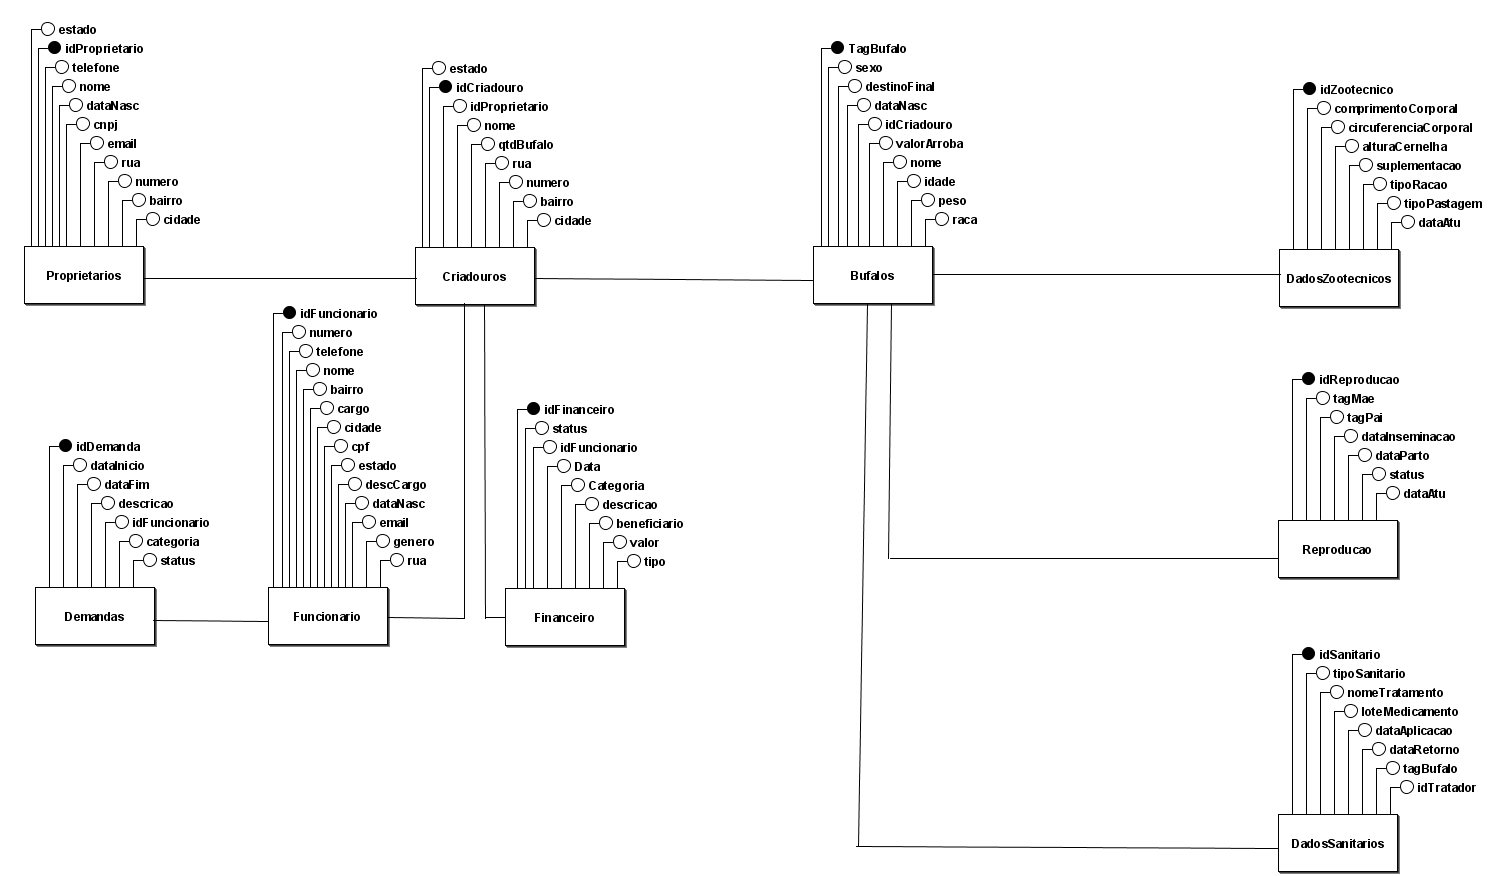 estado
idProprietario
telefone
nome
dataNasc
cnpj
email
rua
numero
bairro
cidade
Proprietarios
estado
idCriadouro
idProprietario
nome
qtdBufalo
rua
numero
bairro
cidade
Criadouros
TagBufalo
sexo
destinoFinal
dataNasc
idCriadouro
valorArroba
nome
idade
peso
raca
Bufalos
idZootecnico
comprimentoCorporal
circuferenciaCorporal
alturaCernelha
suplementacao
tipoRacao
tipoPastagem
dataAtu
DadosZootecnicos
idDemanda
dataInicio
dataFim
descricao
idFuncionario
categoria
status
Demandas
idFuncionario
numero
telefone
nome
bairro
cargo
cidade
cpf
estado
descCargo
dataNasc
email
genero
rua
Funcionario
idFinanceiro
status
idFuncionario
Data
Categoria
descricao
beneficiario
valor
tipo
Financeiro
idReproducao
tagMae
tagPai
dataInseminacao
dataParto
status
dataAtu
Reproducao
idSanitario
tipoSanitario
nomeTratamento
loteMedicamento
dataAplicacao
dataRetorno
tagBufalo
idTratador
DadosSanitarios